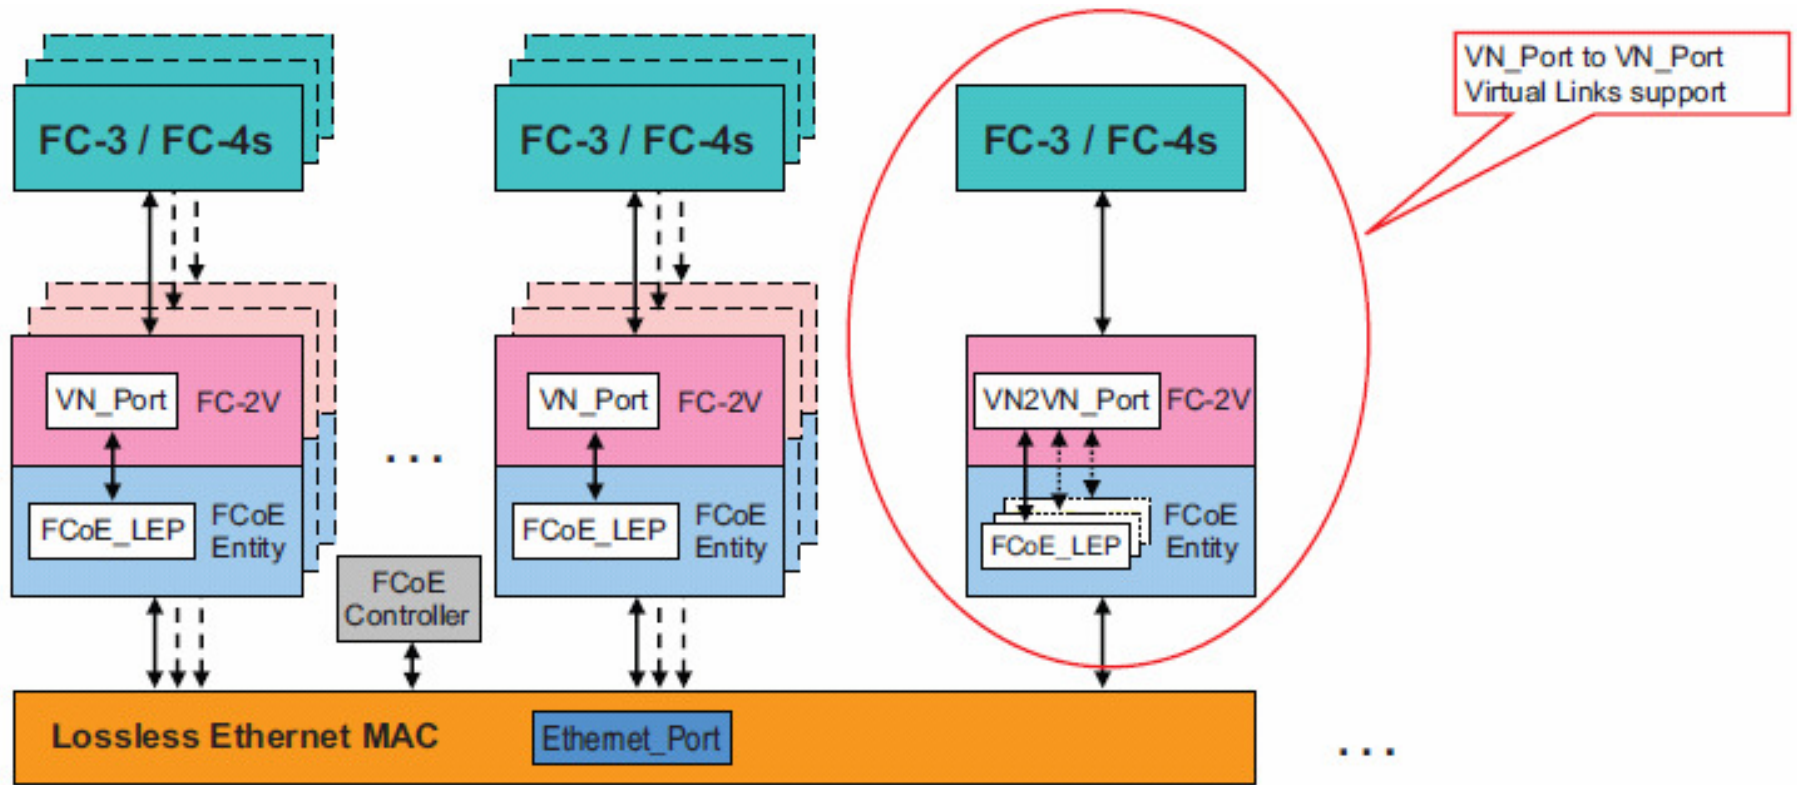 VN_Port to VN_Port
Virtual Links support
FC-3 / FC-4s
FC-3 / FC-4s
FC-3 / FC-4s
VN_Port
FC-2V
VN_Port
FC-2V
VN2VN_Port
FC-2V
. . .
FCoE_LEP
FCoE
Entity
FCoE_LEP
FCoE
Entity
FCoE_LEP
FCoE
Entity
FCoE
Controller
Lossless Ethernet MAC
Ethernet_Port
. . .